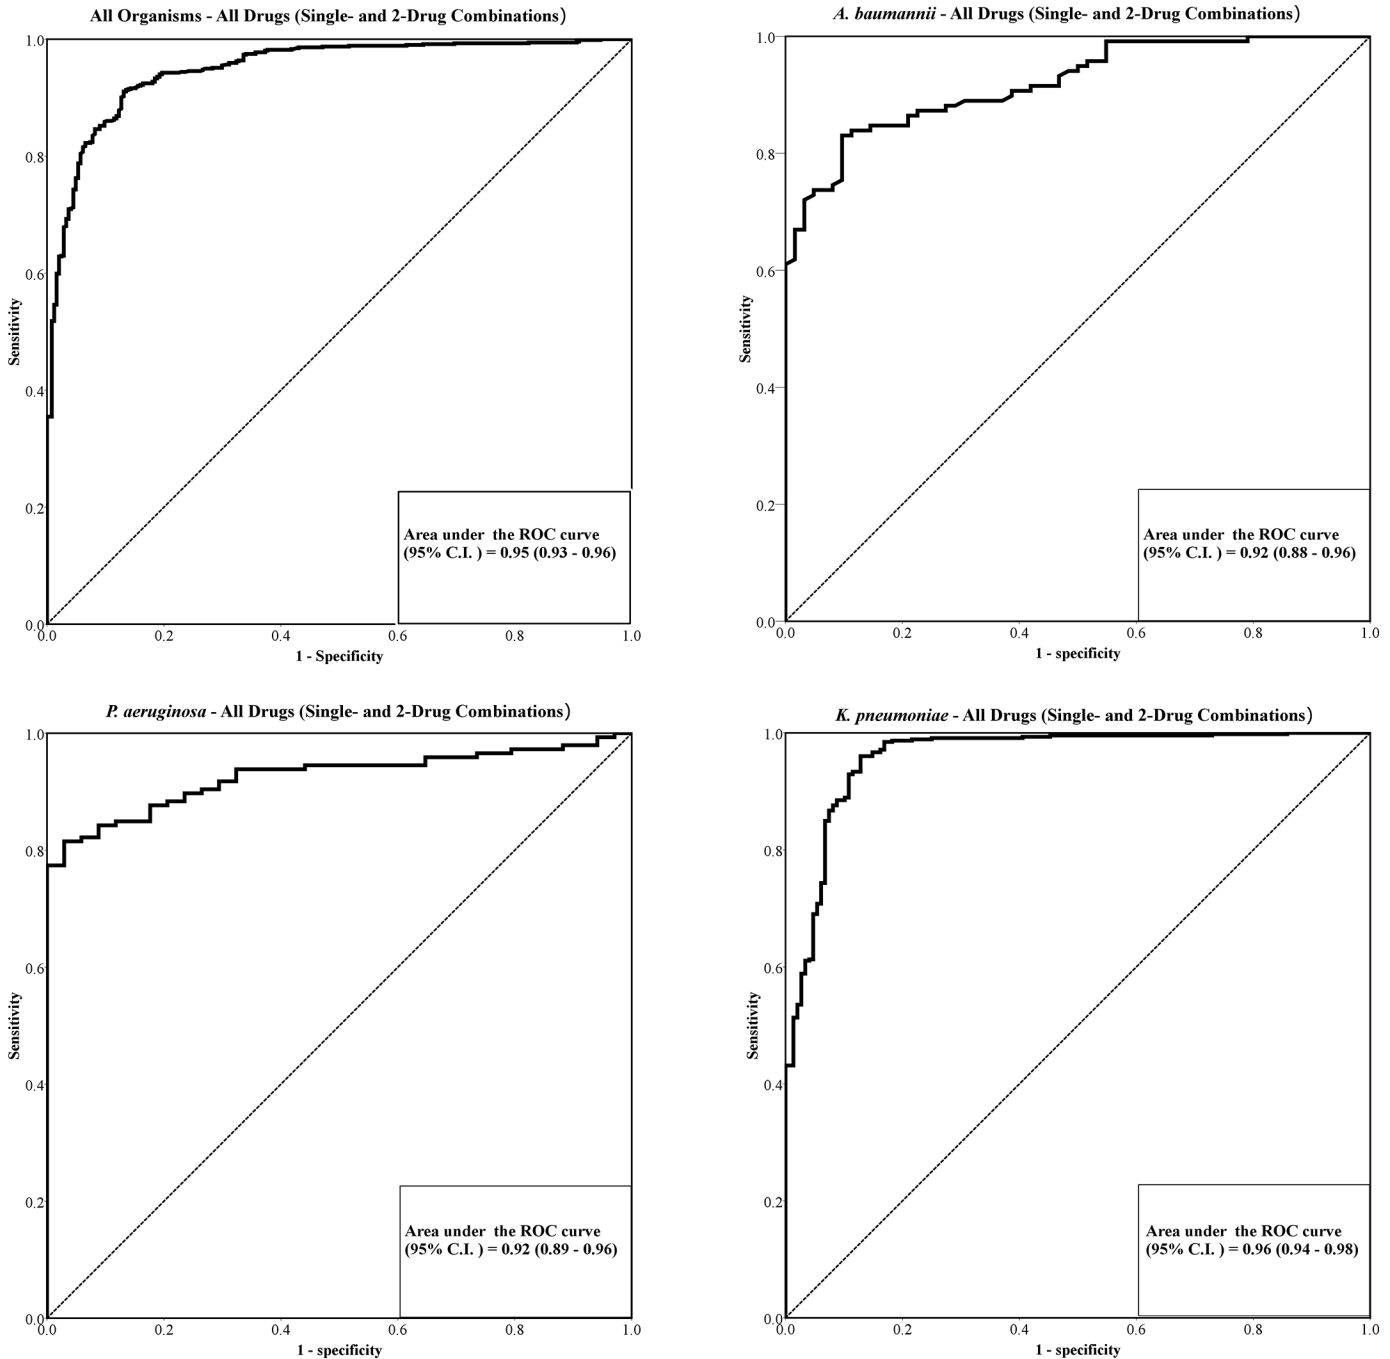 All Organisms - All Drugs (Single- and 2-Drug Combinations)
1.0
0.8
0.6
0.4
0.2
0.0
Sensitivity
Area under the ROC curve
(95% C.I. ) = 0.95 (0.93 - 0.96)
0.0 0.2 0.4 0.6 0.8 1.0
1 - Specificity
A. baumannii - All Drugs (Single- and 2-Drug Combinations)
1.0
0.8
0.6
0.4
0.2
0.0
Sensitivity
Area under the ROC curve
(95% C.I. ) = 0.92 (0.88 - 0.96)
0.0 0.2 0.4 0.6 0.8 1.0
1 - specificity
P. aeruginosa - All Drugs (Single- and 2-Drug Combinations)
1.0
0.8
0.6
0.4
0.2
0.0
Sensitivity
Area under the ROC curve
(95% C.I. ) = 0.92 (0.89 - 0.96)
0.0 0.2 0.4 0.6 0.8 1.0
1 - specificity
K. pneumoniae - All Drugs (Single- and 2-Drug Combinations)
1.0
0.8
0.6
0.4
0.2
0.0
Sensitivity
Area under the ROC curve
(95% C.I. ) = 0.96 (0.94 - 0.98)
0.0 0.2 0.4 0.6 0.8 1.0
1 - specificity